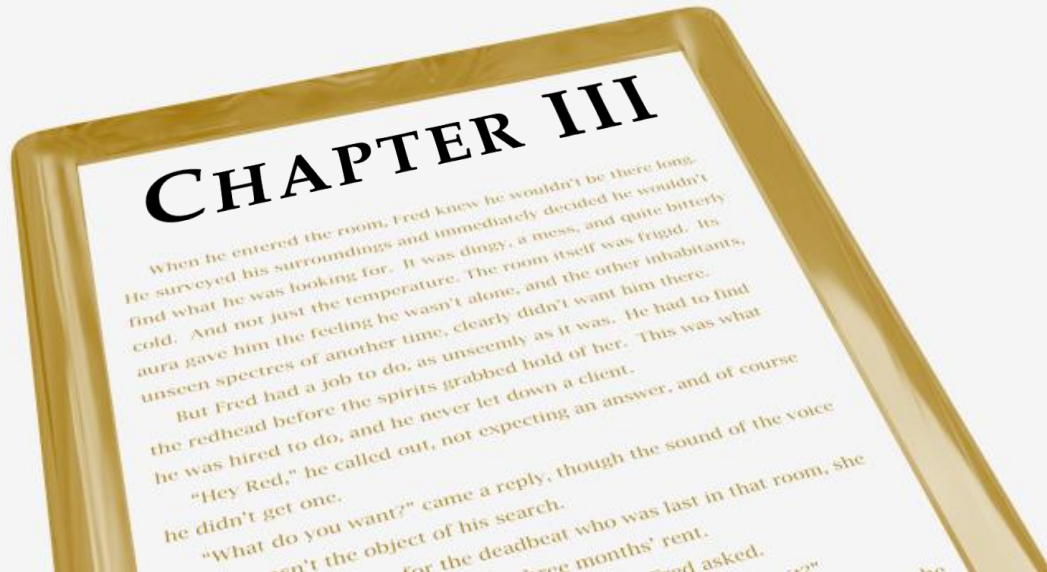 CHAPTER III
When he entered the room, Fred knew he wouldn't be there long.
He surveyed his surroundings and immediately decided he wouldn't
find what he was looking for. It was dingy, a mess, and quite bitterly
cold. And not just the temperature. The room itself was frigid. Its
aura gave him the feeling he wasn't alone, and the other inhabitants,
unseen spectres of another time, clearly didn't want him there.
But Fred had a job to do, as unseemly as it was. He had to find
the redhead before the spirits grabbed hold of her. This was what
he was hired to do, and he never let down a client.
"Hey Red," he called out, not expecting an answer, and of course
he didn't get one.
"What do you want?" came a reply, though the sound of the voice
the object of his search.
for the deadbeat who was last in that room, she
months' rent.
asked.